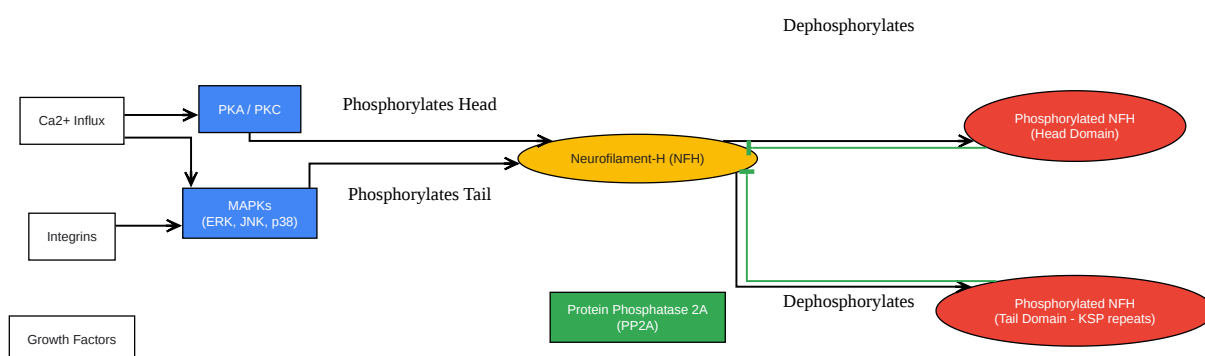 Dephosphorylates
PKA / PKC
Phosphorylates Head
Ca2+ Influx
Phosphorylated NFH
(Head Domain)
Neurofilament-H (NFH)
Phosphorylates Tail
MAPKs
(ERK, JNK, p38)
Integrins
Dephosphorylates
Protein Phosphatase 2A
(PP2A)
Phosphorylated NFH
(Tail Domain - KSP repeats)
Growth Factors